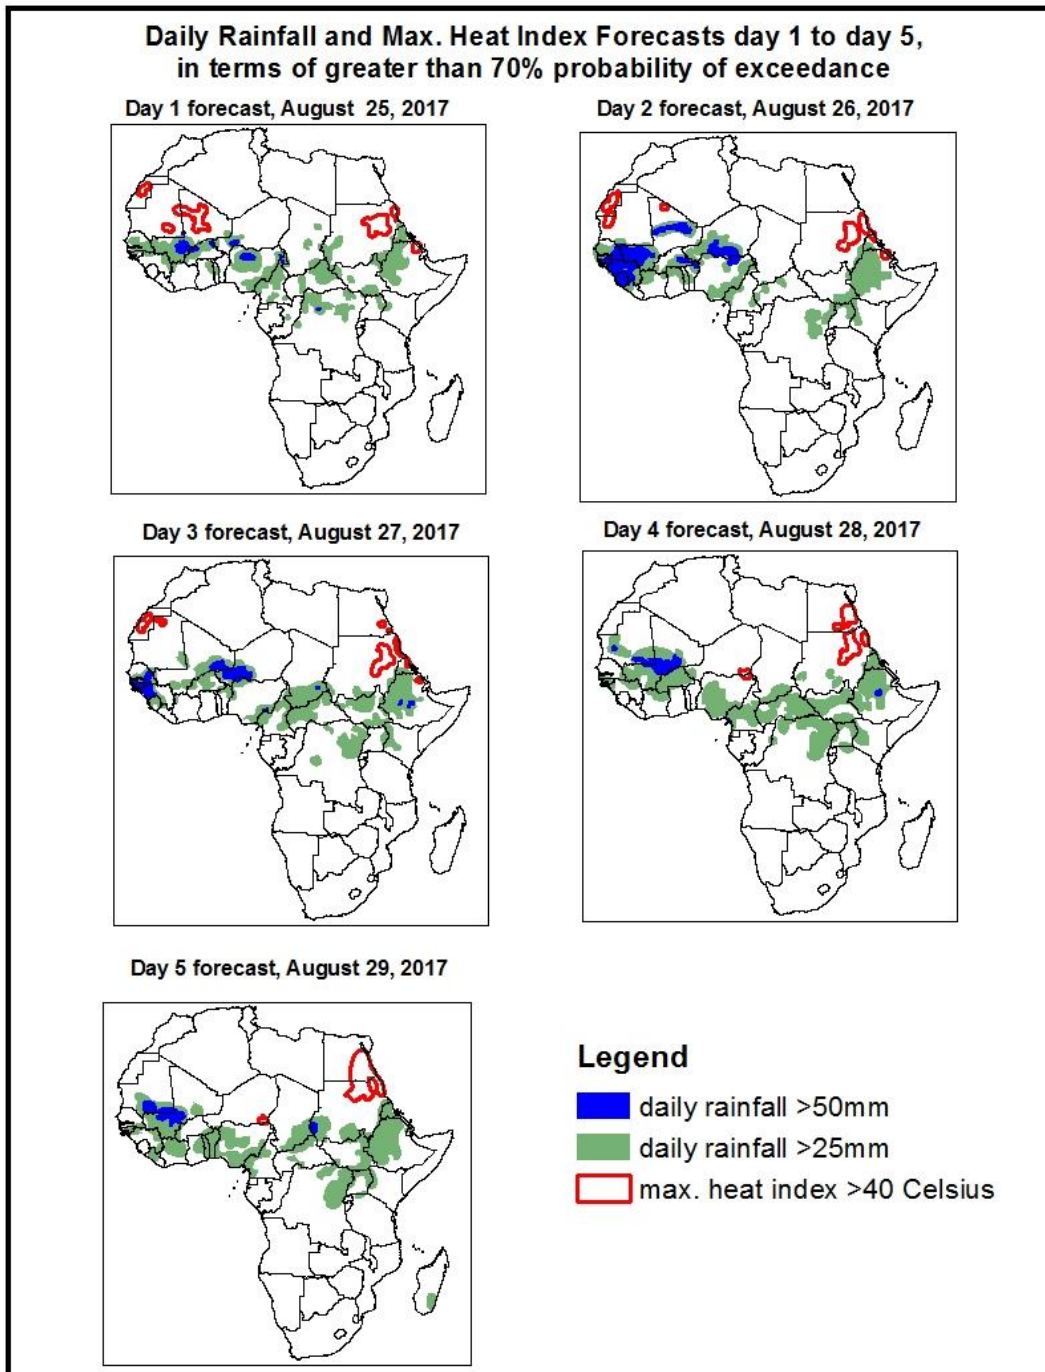 Daily Rainfall and Max. Heat Index Forecasts day 1 to day 5,
in terms of greater than 70% probability of exceedance
Day 1 forecast, August 25, 2017
Day 2 forecast, August 26, 2017
Day 3 forecast, August 27, 2017
Day 4 forecast, August 28, 2017
Day 5 forecast, August 29, 2017
Legend
daily rainfall >50mm
daily rainfall >25mm
max. heat index >40 Celsius